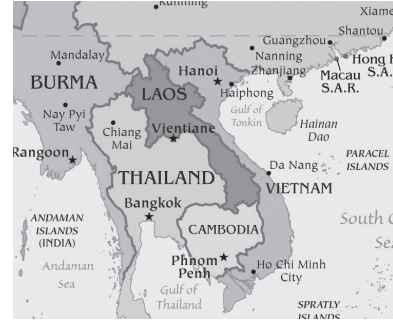 Kunming
Xiame
Shantou
Guangzhou
Nanning
Mandalay
Hanoi
Zhanjiang
Hong
Macau
S.A.
S.A.R.
BURMA
LAOS
Haiphong
Gulf of
Tonkin
Nay Pyi
Taw
Chiang
Mai
Vientiane
Hainan
Dao
Rangoon
Da Nang
PARACEL
ISLANDS
THAILAND
VIETNAM
Bangkok
ANDAMAN
ISLANDS
(INDIA)
CAMBODIA
South
Se
Andaman
Sea
Phnom
Penh
Ho Chi Minh
City
Gulf of
Thailand
SPRATLY
ISLANDS